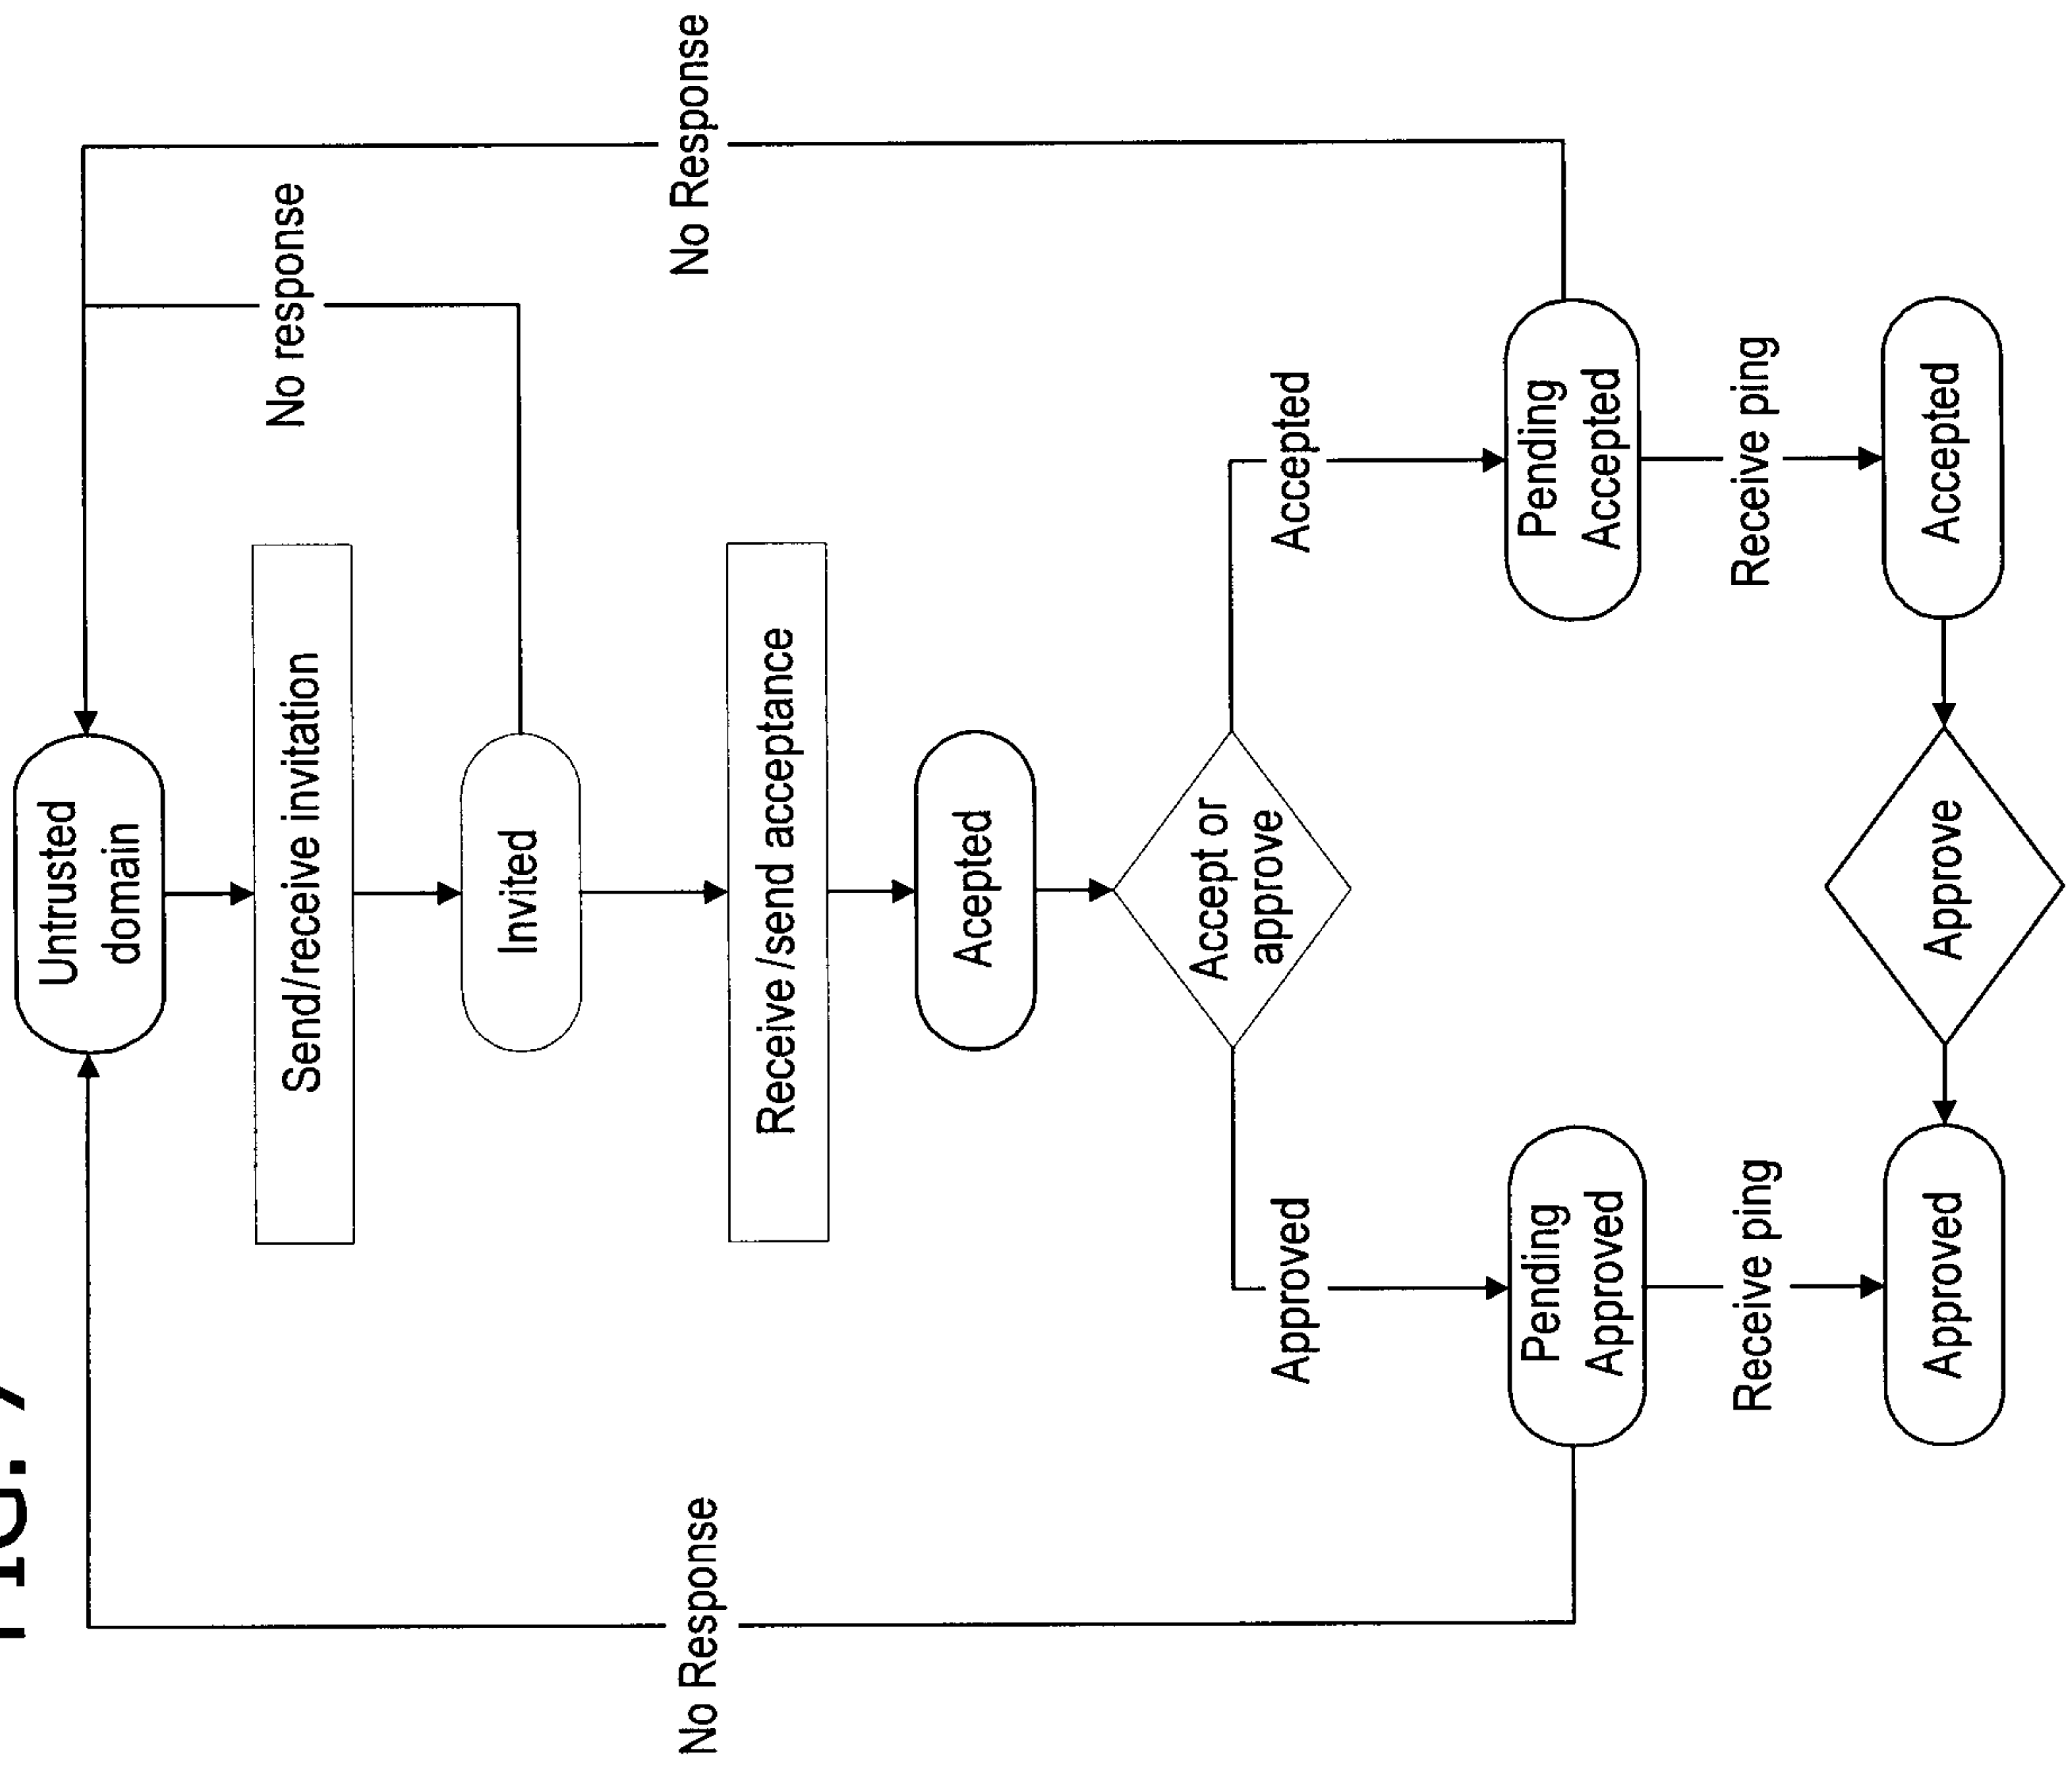 Untrusted
domain
Send/receive invitation
No response
Invited
No Response
No Response
Receive/send acceptance
Acepted
Accept or
approve
Approved
Accepted
Pending
Approved
Pending
Accepted
Receive ping
Receive ping
Approved
Approve
Accepted